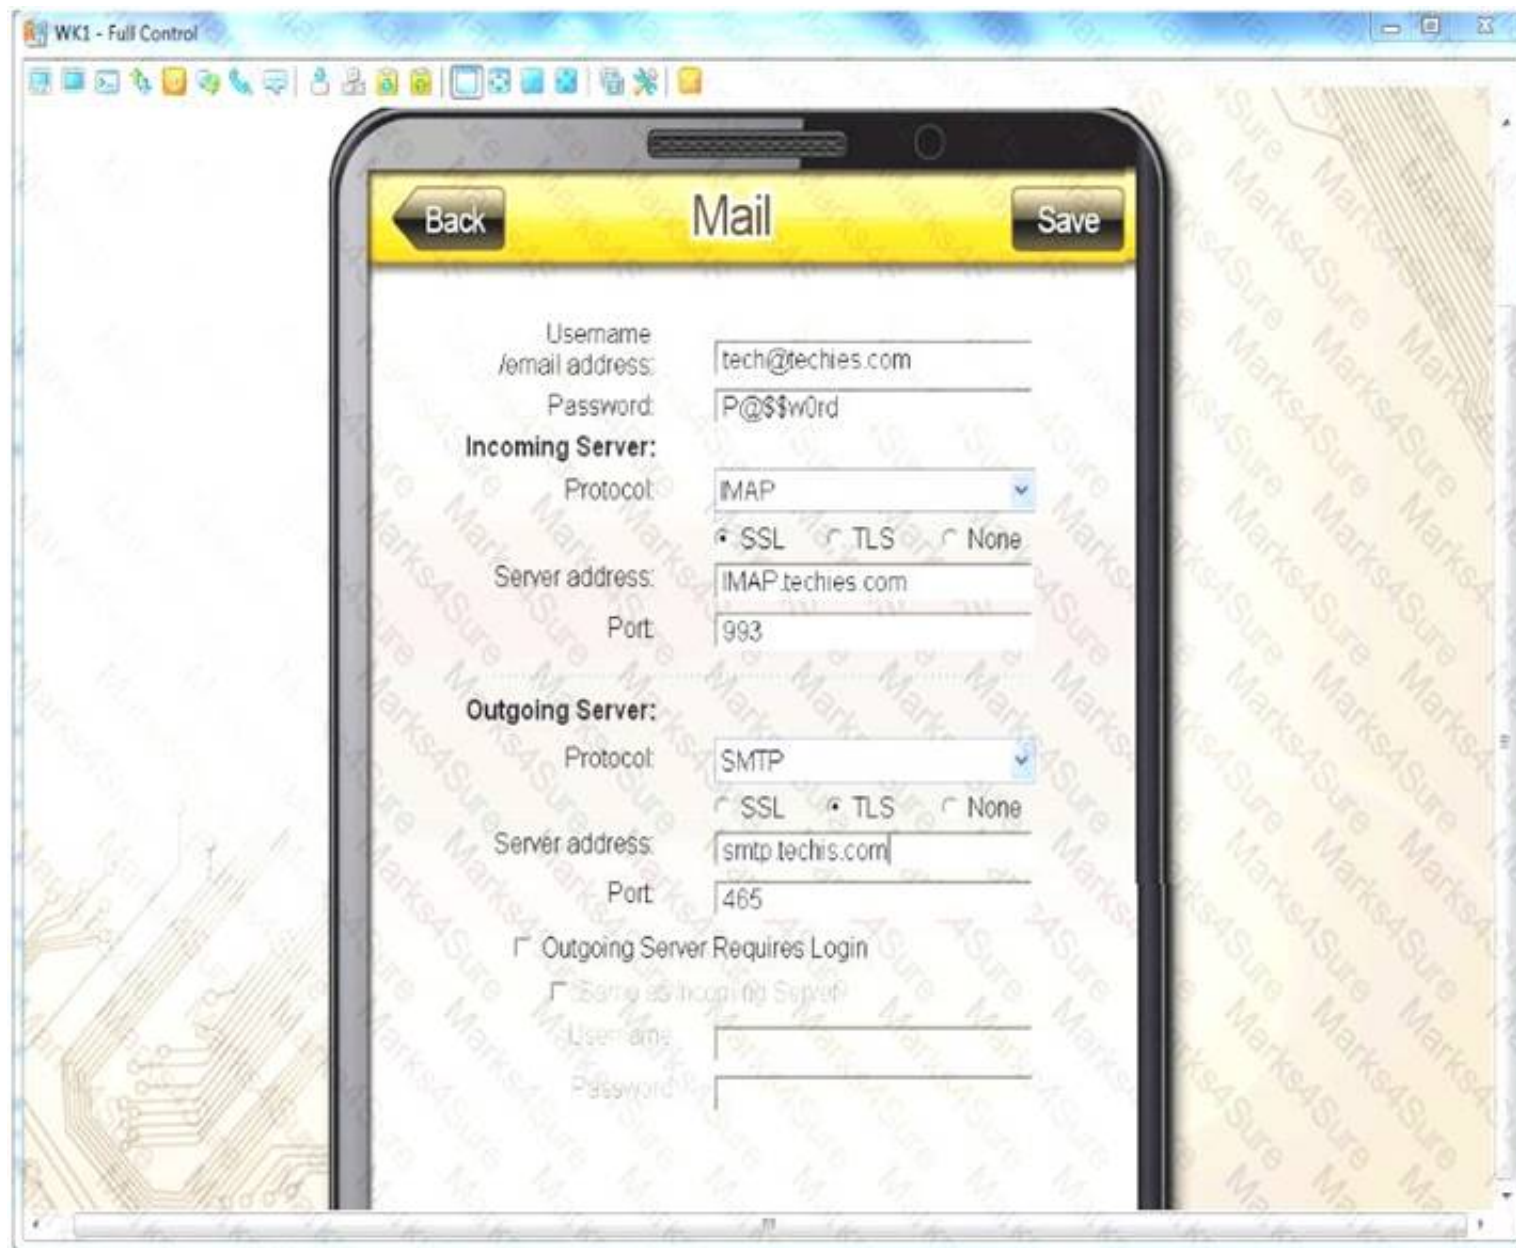 WK1 - Full Control
Back
Mail
Save
Username
/email address:
tech@techies.com
Password:
P@$$w0rd
Incoming Server:
Protocol:
IMAP
SSL TLS None
Server address:
IMAP.techies.com
Port:
993
Outgoing Server:
Protocol:
SMTP
SSL TLS None
Server address:
smtp.techis.com
Port:
465
Outgoing Server Requires Login
Same as Incoming Server
Username
Password
Marks4Sure